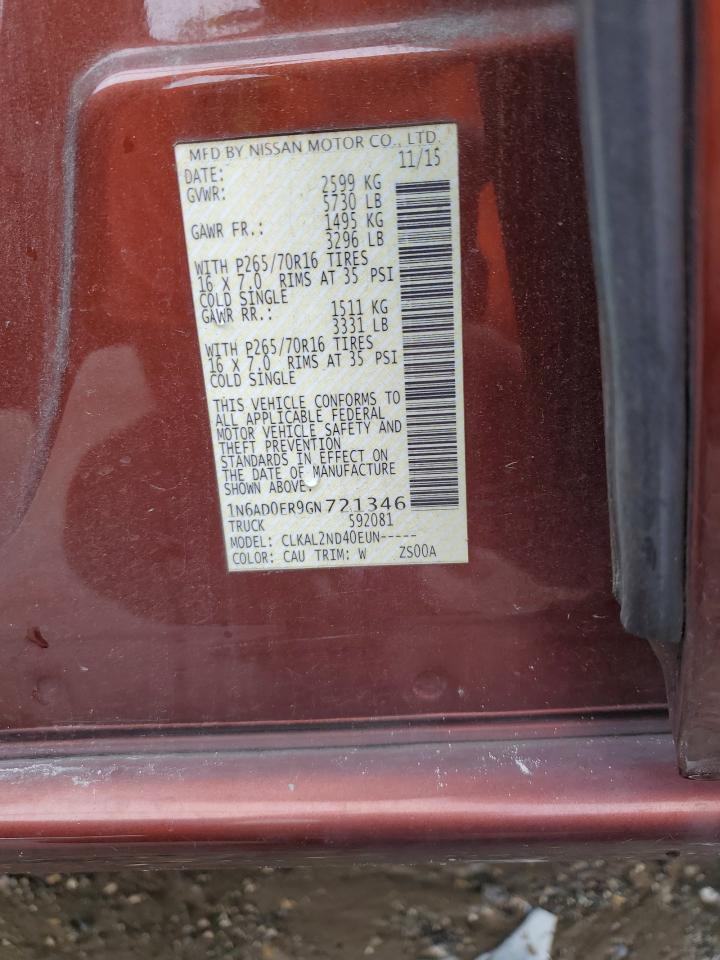 MFD BY NISSAN MOTOR CO., LTD.
DATE: 11/15
GVWR: 2599 KG
5730 LB
GAWR FR.: 1495 KG
3296 LB
WITH P265/70R16 TIRES
16 X 7.0 RIMS AT 35 PSI
COLD SINGLE
GAWR RR.: 1511 KG
3331 LB
WITH P265/70R16 TIRES
16 X 7.0 RIMS AT 35 PSI
COLD SINGLE
THIS VEHICLE CONFORMS TO
ALL APPLICABLE FEDERAL
MOTOR VEHICLE SAFETY AND
THEFT PREVENTION
STANDARDS IN EFFECT ON
THE DATE OF MANUFACTURE
SHOWN ABOVE.
1N6AD0ER9GN721346
TRUCK 592081
MODEL: CLKAL2ND40EUN-----
COLOR: CAU TRIM: W ZS00A